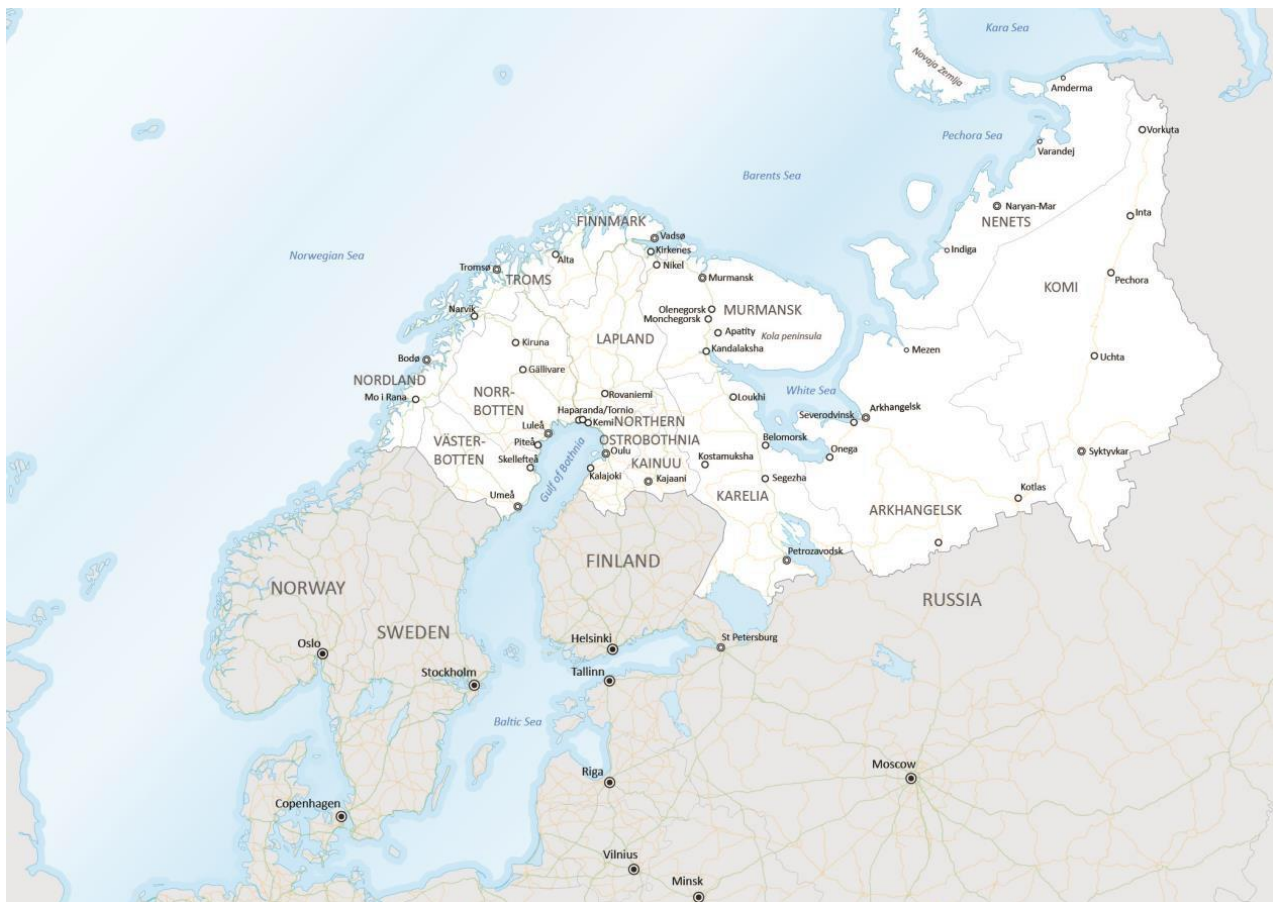 Kara Sea
Novaja Zemlja
Amderma
Pechora Sea
Vorkuta
Varandej
Barents Sea
Naryan-Mar
NENETS
Inta
FINNMARK
Vadsø
Kirkenes
Indiga
Norwegian Sea
Alta
Nikel
Tromsø
TROMS
Murmansk
Pechora
KOMI
Narvik
Olenegorsk
MURMANSK
Monchegorsk
Apatity
Kola peninsula
Kiruna
LAPLAND
Kandalaksha
Mezen
Uchta
Bodø
Gällivare
NORDLAND
White Sea
Mo i Rana
NORR-
BOTTEN
Rovaniemi
Loukhi
Haparanda/Tornio
Kemi
NORTHERN
OSTROBOTHNIA
Severodvinsk
Arkhangelsk
Luleå
VÄSTER-
BOTTEN
Piteå
Belomorsk
Oulu
Onega
Syktyvkar
Skellefteå
Gulf of Bothnia
KAINUU
Kostamuksha
Kalajoki
Kajaani
Segezha
Umeå
KARELIA
Kotlas
ARKHANGELSK
Petrozavodsk
FINLAND
NORWAY
RUSSIA
SWEDEN
Oslo
Helsinki
St Petersburg
Stockholm
Tallinn
Baltic Sea
Riga
Moscow
Copenhagen
Vilnius
Minsk